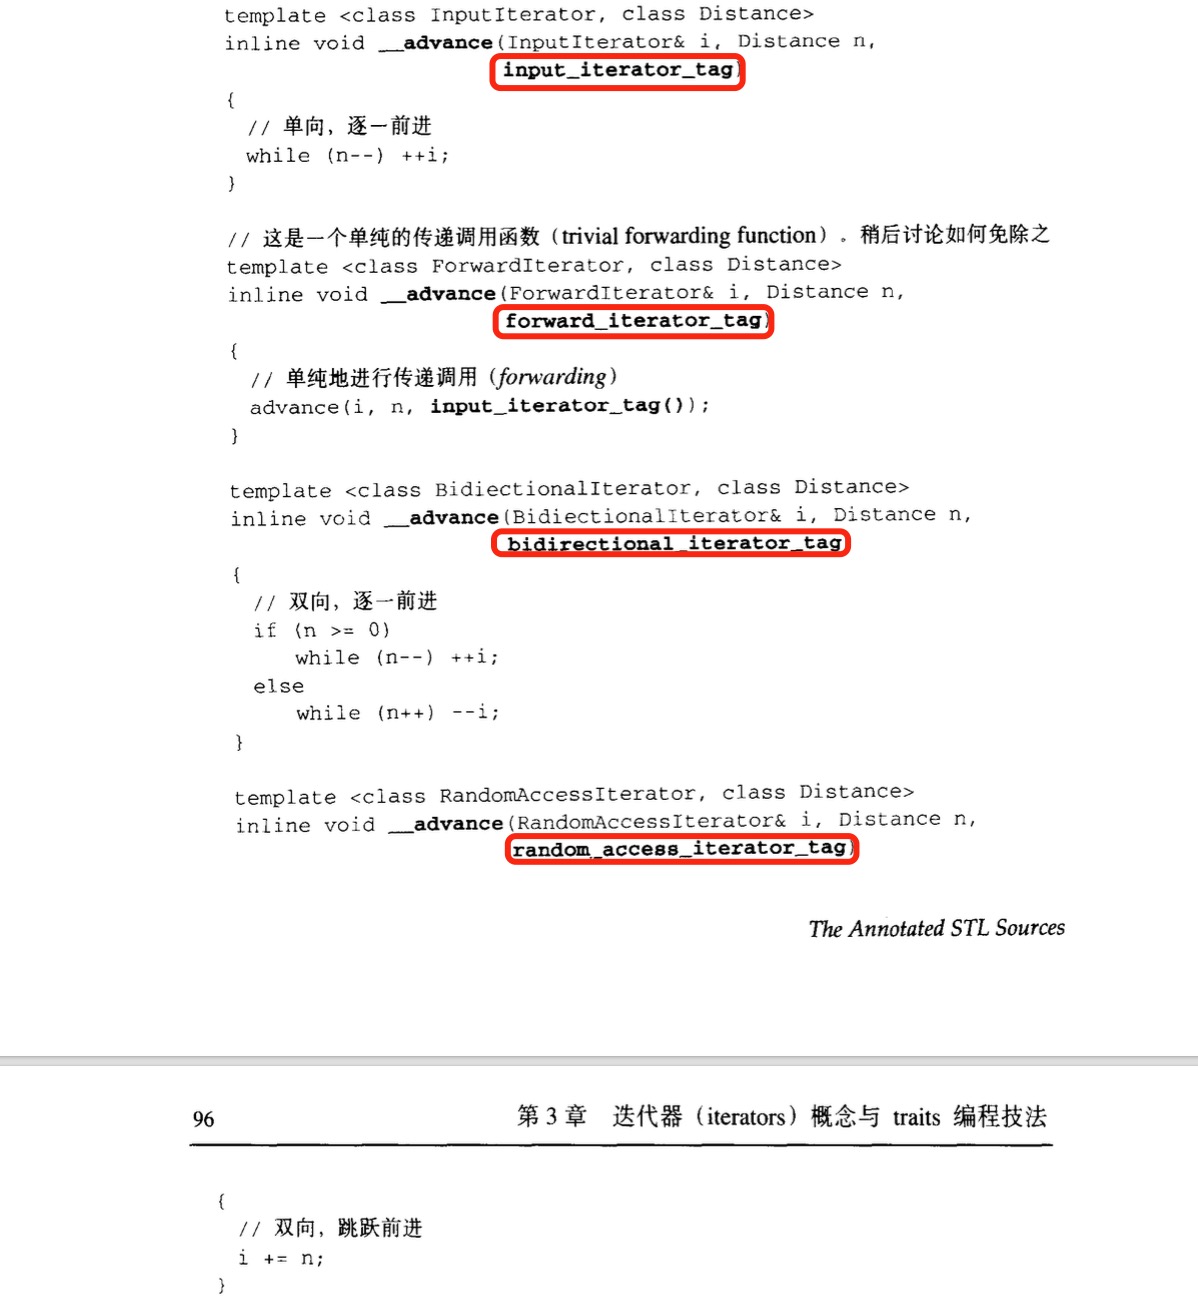 template <class InputIterator, class Distance>
inline void __advance(InputIterator& i, Distance n,
input_iterator_tag)
{
// 单向，逐一前进
while (n--) ++i;
}
// 这是一个单纯的传递调用函数（trivial forwarding function）。稍后讨论如何免除之
template <class ForwardIterator, class Distance>
inline void __advance(ForwardIterator& i, Distance n,
forward_iterator_tag)
{
// 单纯地进行传递调用（forwarding）
advance(i, n, input_iterator_tag());
}
template <class BidiectionalIterator, class Distance>
inline void __advance(BidiectionalIterator& i, Distance n,
bidirectional_iterator_tag
{
// 双向，逐一前进
if (n >= 0)
while (n--) ++i;
else
while (n++) --i;
}
template <class RandomAccessIterator, class Distance>
inline void __advance(RandomAccessIterator& i, Distance n,
random_access_iterator_tag)
The Annotated STL Sources
96 第 3 章 迭代器（iterators）概念与 traits 编程技法
{
// 双向，跳跃前进
i += n;
}